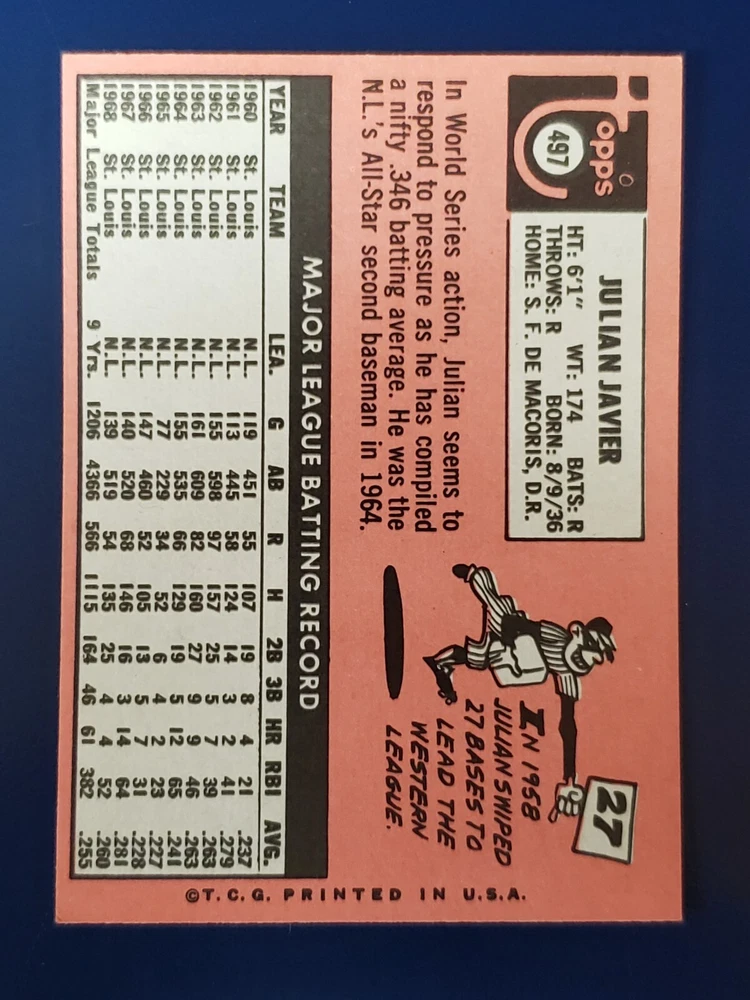 Topps
497
JULIAN JAVIER
HT: 6'1" WT: 174 BATS: R
THROWS: R BORN: 8/9/36
HOME: S. F. DE MACORIS, D.R.
In World Series action, Julian seems to
respond to pressure as he has compiled
a nifty .346 batting average. He was the
N.L.'s All-Star second baseman in 1964.
27
IN 1958
JULIAN SWIPED
27 BASES TO
LEAD THE
WESTERN
LEAGUE.
MAJOR LEAGUE BATTING RECORD
YEAR TEAM LEA. G AB R H 2B 3B HR RBI AVG.
1960 St. Louis N.L. 119 451 55 107 19 8 4 21 .237
1961 St. Louis N.L. 113 445 58 124 14 3 2 41 .279
1962 St. Louis N.L. 155 598 97 157 25 5 7 39 .263
1963 St. Louis N.L. 161 609 82 160 27 9 9 46 .263
1964 St. Louis N.L. 155 535 66 129 19 5 12 65 .241
1965 St. Louis N.L. 77 229 34 52 6 4 2 23 .227
1966 St. Louis N.L. 147 460 52 105 13 5 7 31 .228
1967 St. Louis N.L. 140 520 68 146 16 3 14 64 .281
1968 St. Louis N.L. 139 519 54 135 25 4 4 52 .260
Major League Totals 9 Yrs. 1206 4366 566 1115 164 46 61 382 .255
©T.C.G. PRINTED IN U.S.A.